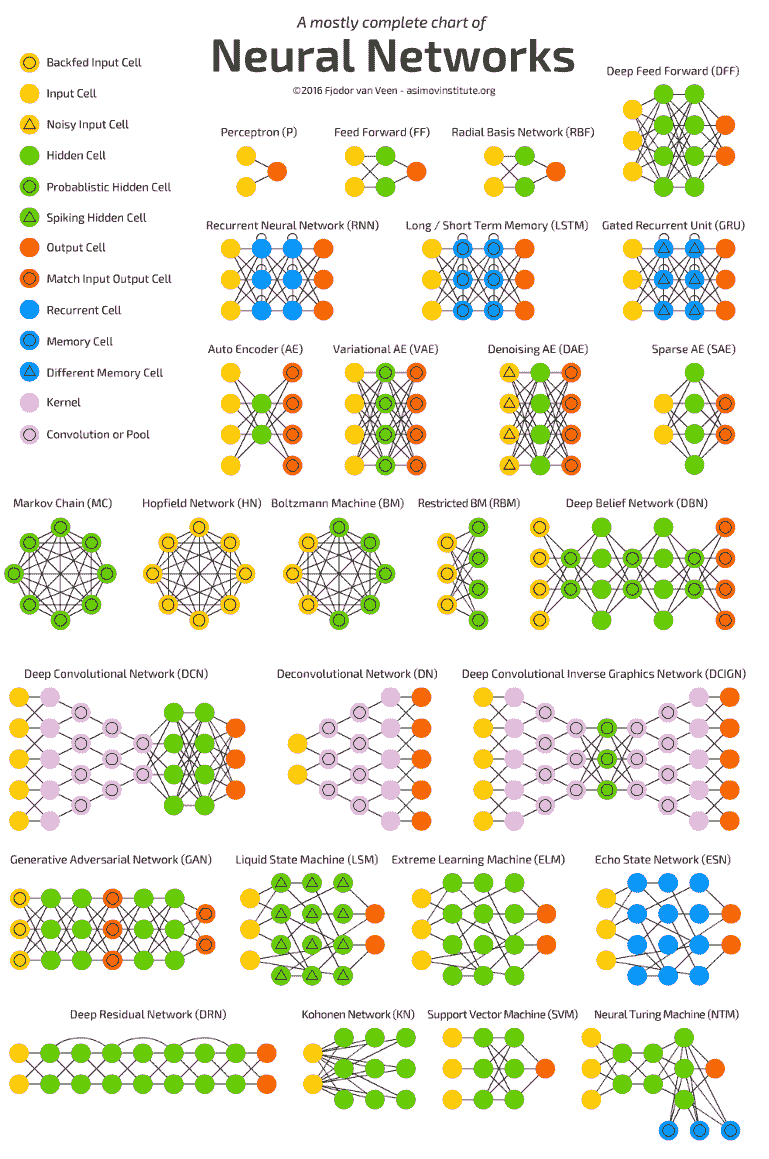 A mostly complete chart of
Neural Networks
©2016 Fjodor van Veen - asimovinstitute.org
Backfed Input Cell
Input Cell
Noisy Input Cell
Hidden Cell
Probablistic Hidden Cell
Spiking Hidden Cell
Output Cell
Match Input Output Cell
Recurrent Cell
Memory Cell
Different Memory Cell
Kernel
Convolution or Pool
Perceptron (P)
Feed Forward (FF)
Radial Basis Network (RBF)
Deep Feed Forward (DFF)
Recurrent Neural Network (RNN)
Long / Short Term Memory (LSTM)
Gated Recurrent Unit (GRU)
Auto Encoder (AE)
Variational AE (VAE)
Denoising AE (DAE)
Sparse AE (SAE)
Markov Chain (MC)
Hopfield Network (HN)
Boltzmann Machine (BM)
Restricted BM (RBM)
Deep Belief Network (DBN)
Deep Convolutional Network (DCN)
Deconvolutional Network (DN)
Deep Convolutional Inverse Graphics Network (DCIGN)
Generative Adversarial Network (GAN)
Liquid State Machine (LSM)
Extreme Learning Machine (ELM)
Echo State Network (ESN)
Deep Residual Network (DRN)
Kohonen Network (KN)
Support Vector Machine (SVM)
Neural Turing Machine (NTM)